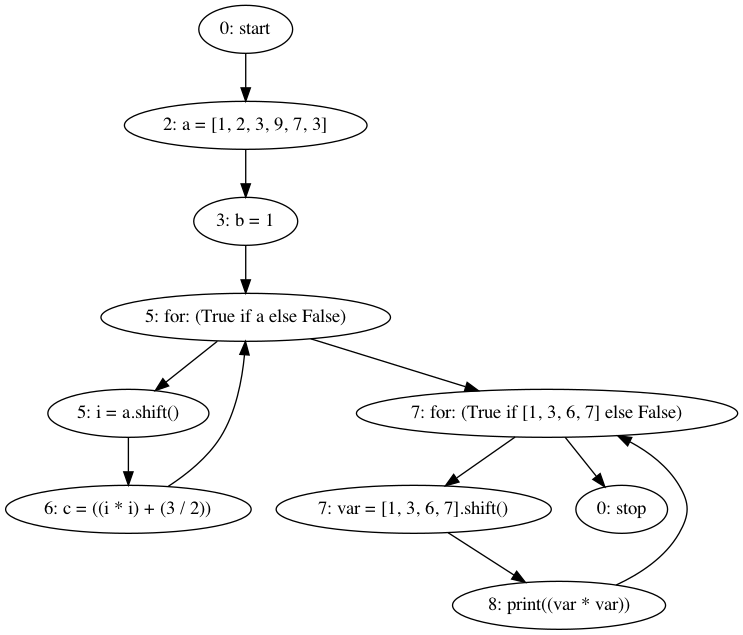 0: start
2: a = [1, 2, 3, 9, 7, 3]
3: b = 1
5: for: (True if a else False)
5: i = a.shift()
7: for: (True if [1, 3, 6, 7] else False)
6: c = ((i * i) + (3 / 2))
7: var = [1, 3, 6, 7].shift()
0: stop
8: print((var * var))